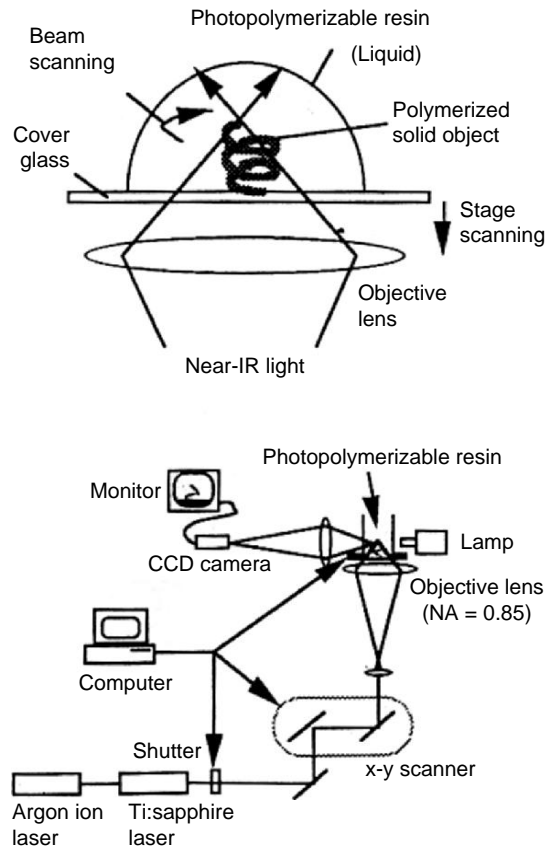 Photopolymerizable resin
(Liquid)
Beam
scanning
Polymerized
solid object
Cover
glass
Stage
scanning
Objective
lens
Near-IR light
Photopolymerizable resin
Monitor
Lamp
CCD camera
Objective lens
(NA = 0.85)
Computer
Shutter
x-y scanner
Argon ion
laser
Ti:sapphire
laser